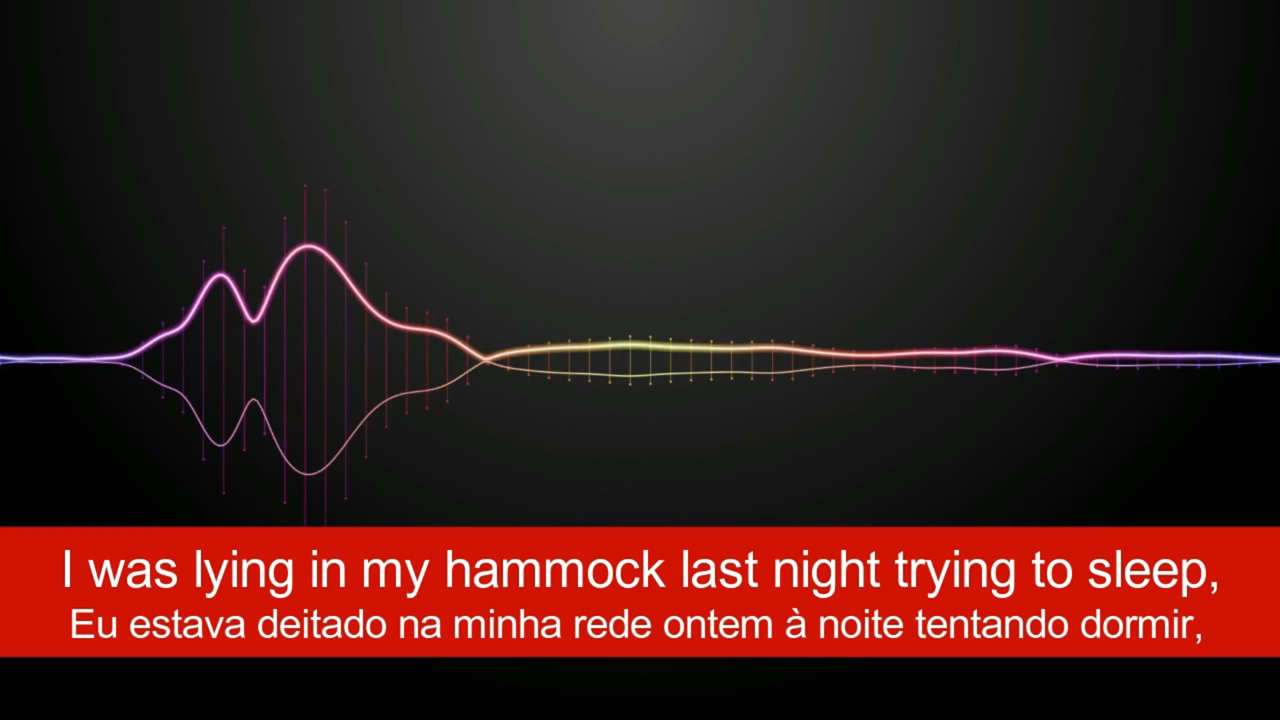 I was lying in my hammock last night trying to sleep,
Eu estava deitado na minha rede ontem à noite tentando dormir,